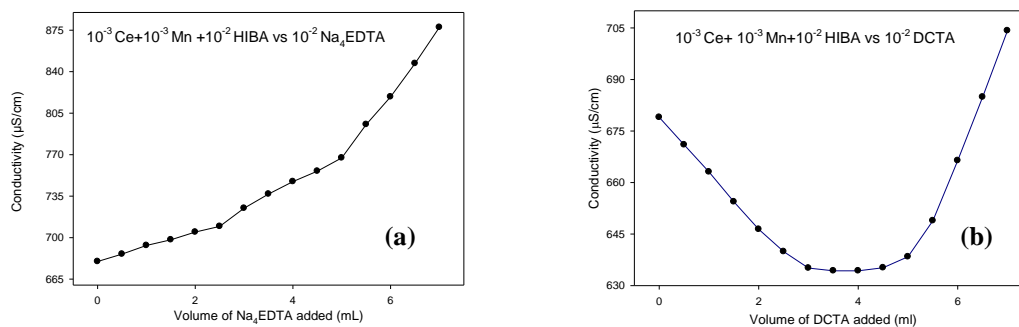 10⁻³ Ce+10⁻³ Mn +10⁻² HIBA vs 10⁻² Na₄EDTA
Conductivity (µS/cm)
875
840
805
770
735
700
665
0 2 4 6
Volume of Na₄EDTA added (mL)
(a)
10⁻³ Ce+ 10⁻³ Mn+10⁻² HIBA vs 10⁻² DCTA
Conductivity (µS/cm)
705
690
675
660
645
630
0 2 4 6
Volume of DCTA added (ml)
(b)